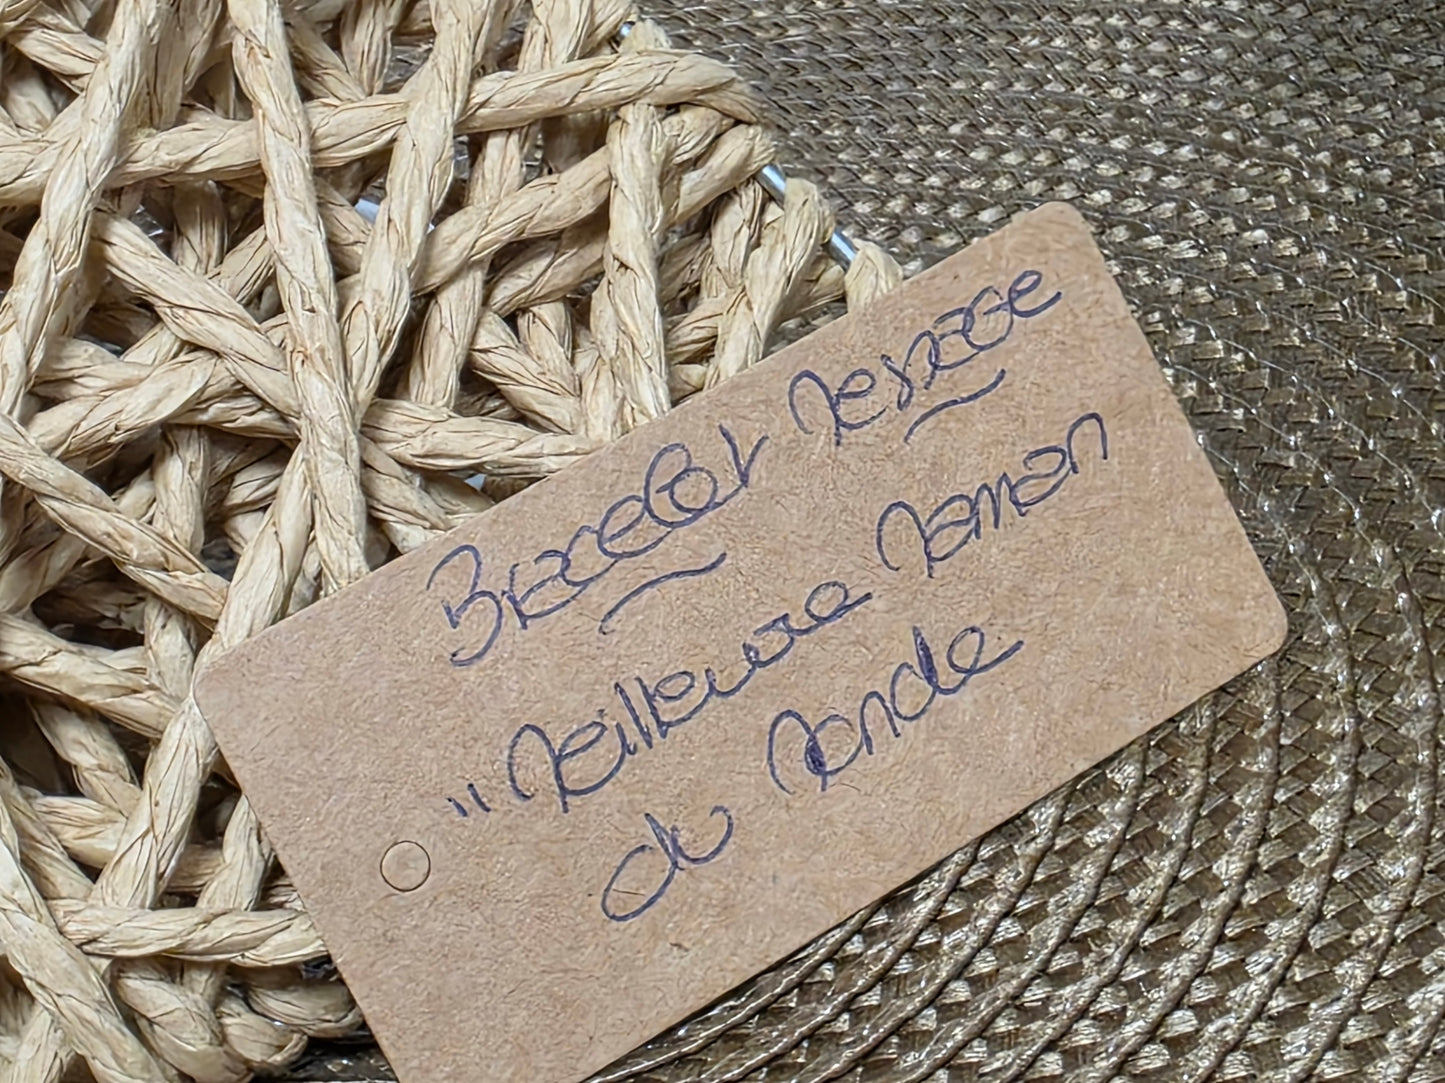 Bracelet Message
" Meilleure Maman
du Monde